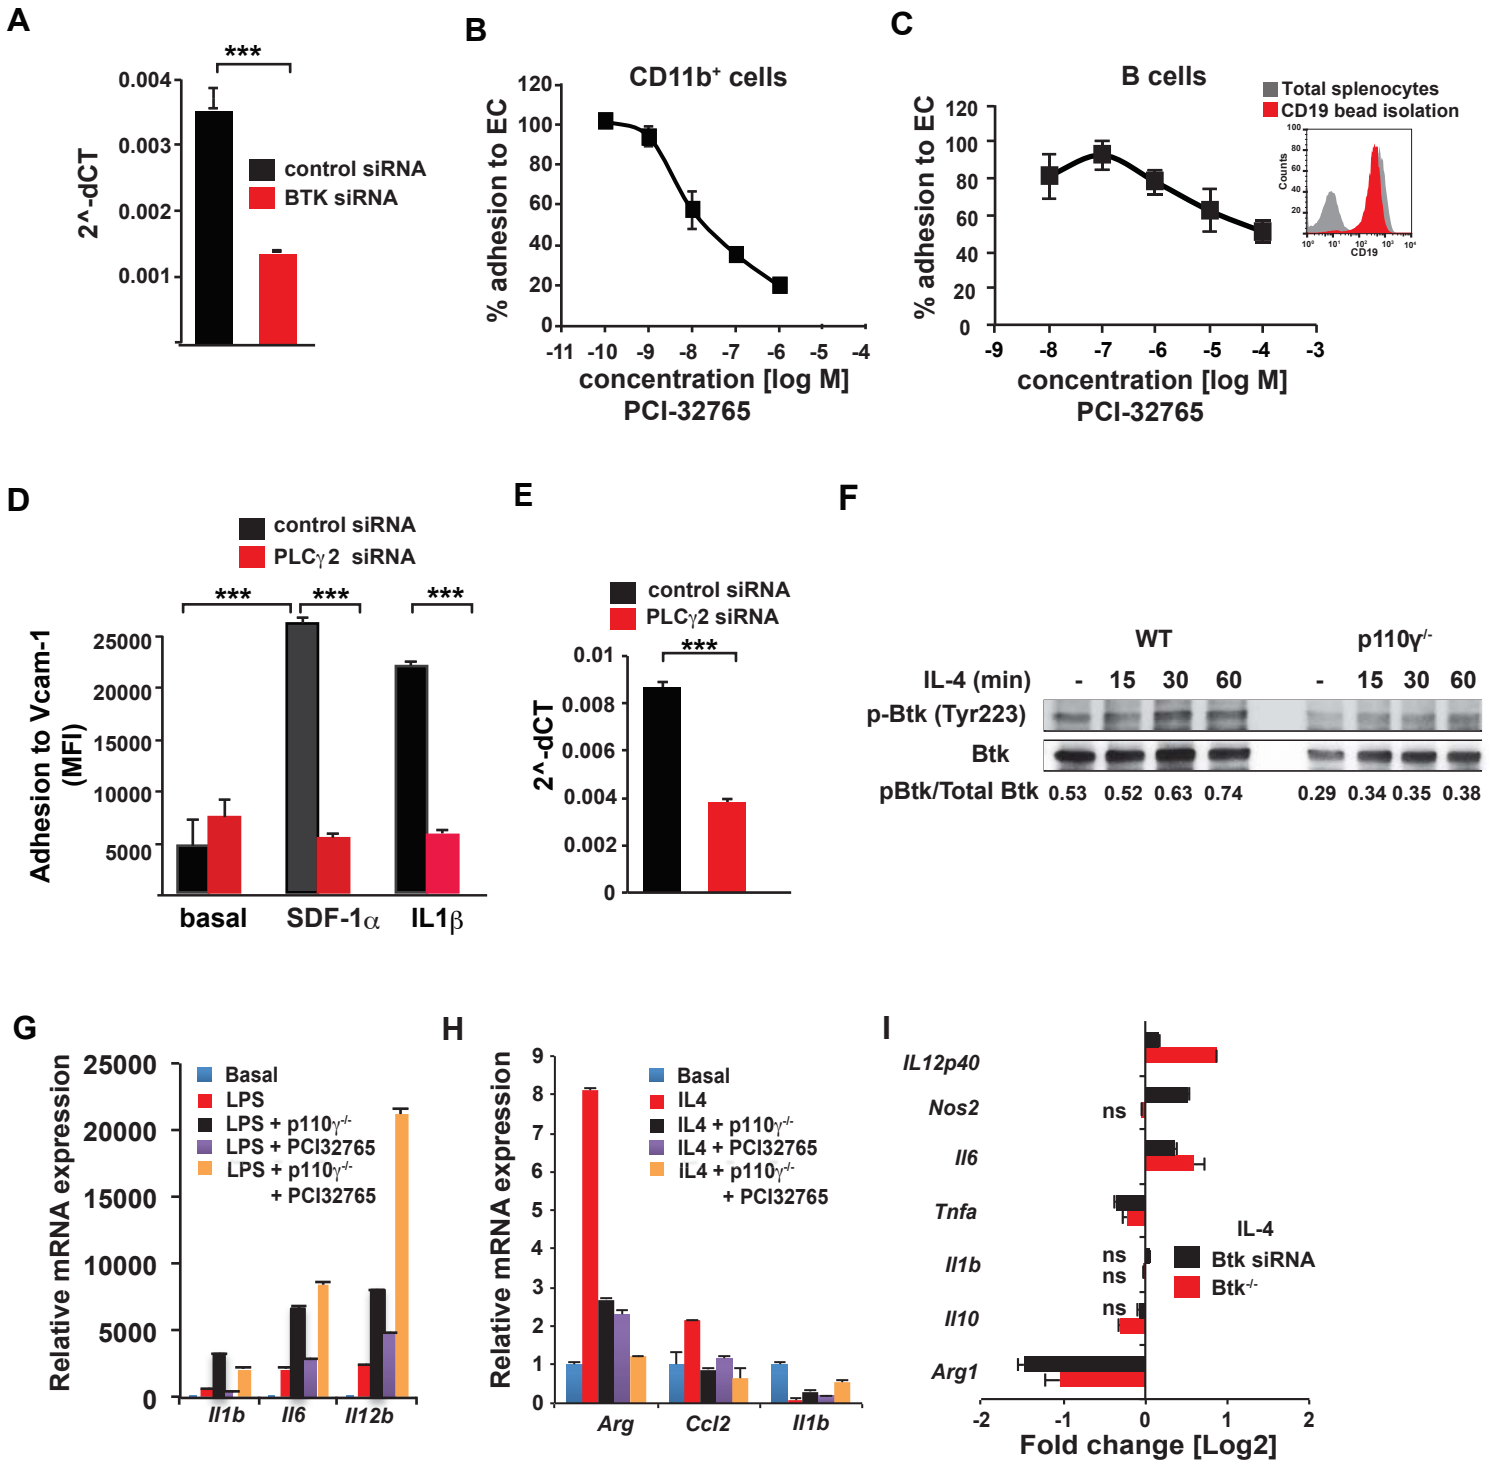 A
***
0.004
0.003
0.002
0.001
2^-dCT
control siRNA
BTK siRNA
B
CD11b+ cells
120
100
80
60
40
20
0
% adhesion to EC
-11 -10 -9 -8 -7 -6 -5 -4
concentration [log M]
PCI-32765
C
B cells
120
100
80
60
40
20
0
% adhesion to EC
-9 -8 -7 -6 -5 -4 -3
concentration [log M]
PCI-32765
Total splenocytes
CD19 bead isolation
100
80
60
40
20
Counts
10⁰ 10¹ 10² 10³ 10⁴
CD19
D
control siRNA
PLCγ2 siRNA
*** *** ***
25000
20000
15000
10000
5000
Adhesion to Vcam-1
(MFI)
basal SDF-1α IL1β
E
control siRNA
PLCγ2 siRNA
***
0.01
0.008
0.006
0.004
0.002
0
2^-dCT
F
WT p110γ-/-
IL-4 (min) - 15 30 60 - 15 30 60
p-Btk (Tyr223)
Btk
pBtk/Total Btk 0.53 0.52 0.63 0.74 0.29 0.34 0.35 0.38
G
25000
20000
15000
10000
5000
0
Relative mRNA expression
Basal
LPS
LPS + p110γ-/-
LPS + PCI32765
LPS + p110γ-/-
+ PCI32765
Il1b Il6 Il12b
H
9
8
7
6
5
4
3
2
1
0
Relative mRNA expression
Basal
IL4
IL4 + p110γ-/-
IL4 + PCI32765
IL4 + p110γ-/-
+ PCI32765
Arg Ccl2 Il1b
I
IL12p40
Nos2 ns
Il6
Tnfa
Il1b ns
ns
Il10 ns
Arg1
IL-4
Btk siRNA
Btk-/-
-2 -1 0 1 2
Fold change [Log2]